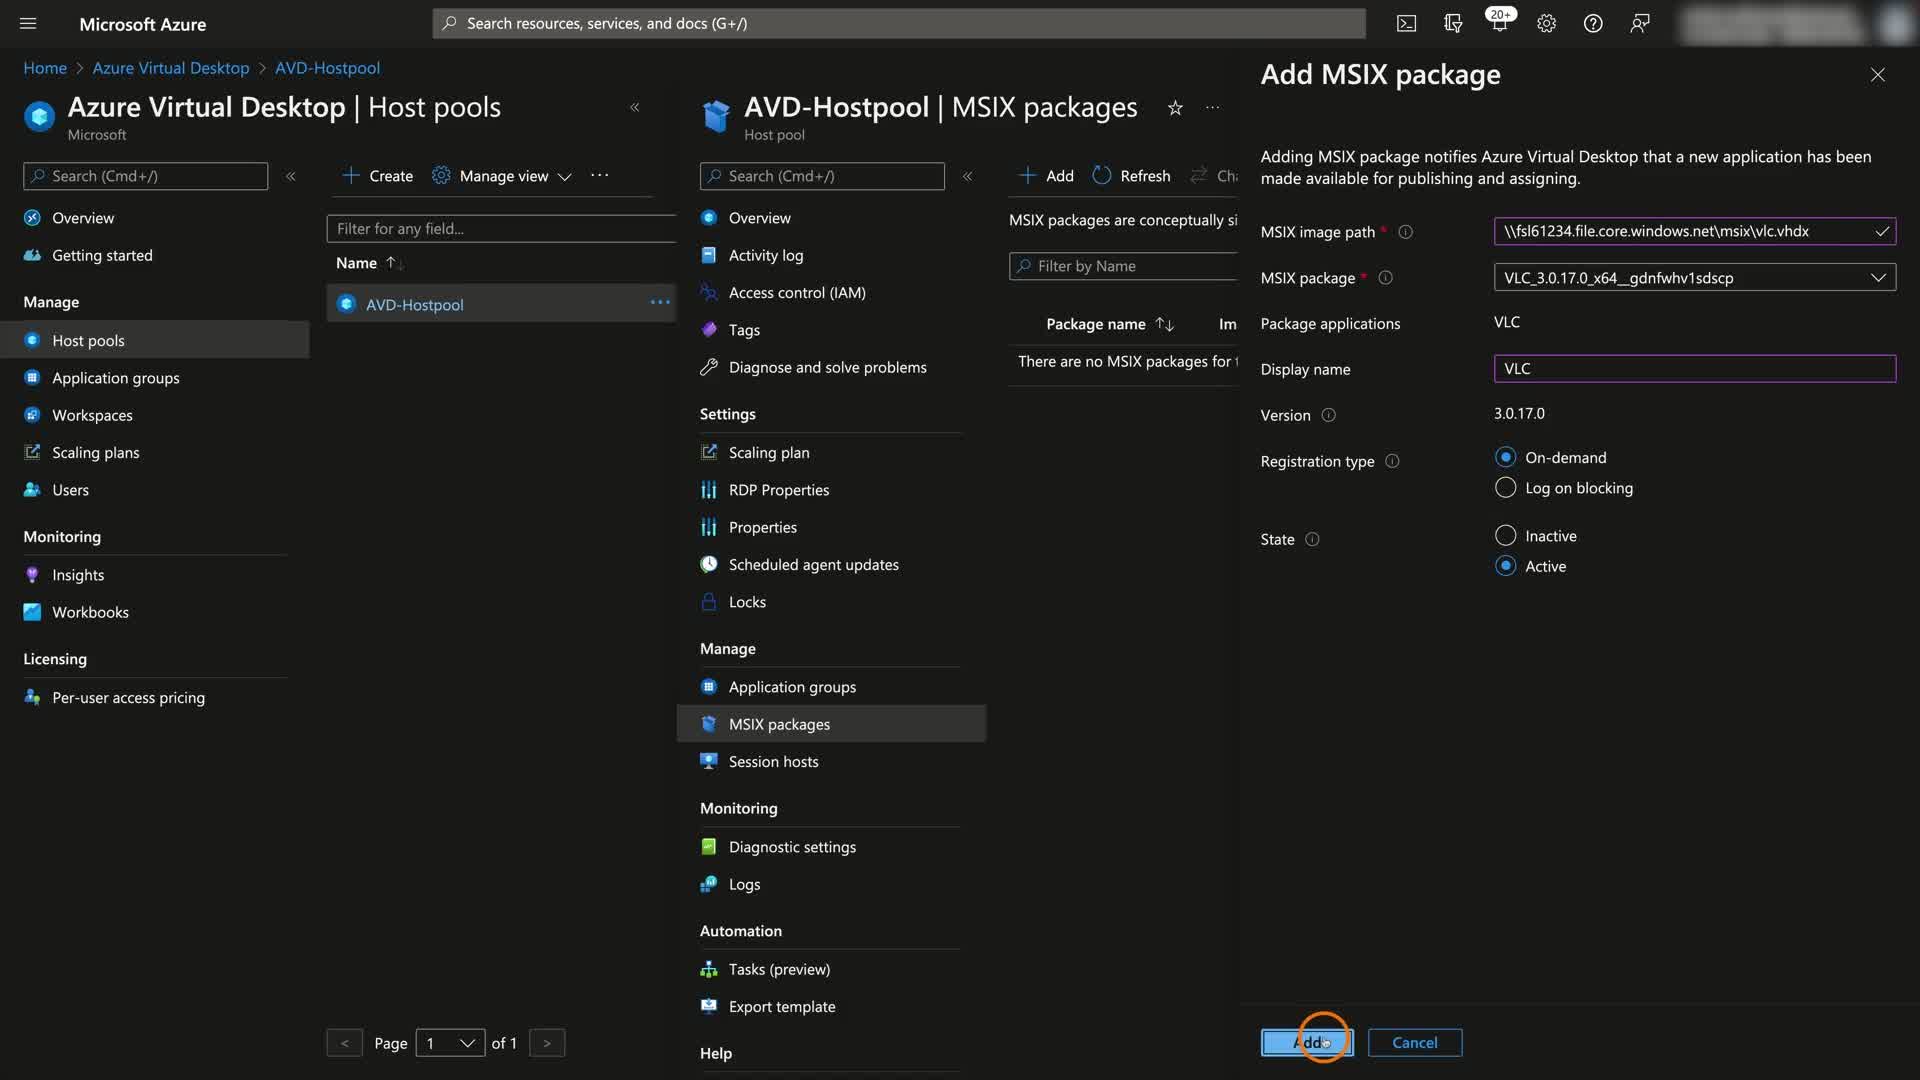 Microsoft Azure
Search resources, services, and docs (G+/)
20+
Home > Azure Virtual Desktop > AVD-Hostpool
Azure Virtual Desktop | Host pools
Microsoft
Search (Cmd+/)
Overview
Getting started
Manage
Host pools
Application groups
Workspaces
Scaling plans
Users
Monitoring
Insights
Workbooks
Licensing
Per-user access pricing
Create
Manage view
Filter for any field...
Name
AVD-Hostpool
< Page 1 of 1 >
AVD-Hostpool | MSIX packages
Host pool
Search (Cmd+/)
Overview
Activity log
Access control (IAM)
Tags
Diagnose and solve problems
Settings
Scaling plan
RDP Properties
Properties
Scheduled agent updates
Locks
Manage
Application groups
MSIX packages
Session hosts
Monitoring
Diagnostic settings
Logs
Automation
Tasks (preview)
Export template
Help
Add
Refresh
Cha
MSIX packages are conceptually si
Filter by Name
Package name
Im
There are no MSIX packages for t
Add MSIX package
Adding MSIX package notifies Azure Virtual Desktop that a new application has been
made available for publishing and assigning.
MSIX image path * \\fsl61234.file.core.windows.net\msix\vlc.vhdx
MSIX package * VLC_3.0.17.0_x64__gdnfwhv1sdscp
Package applications VLC
Display name VLC
Version 3.0.17.0
Registration type On-demand
Log on blocking
State Inactive
Active
Add Cancel